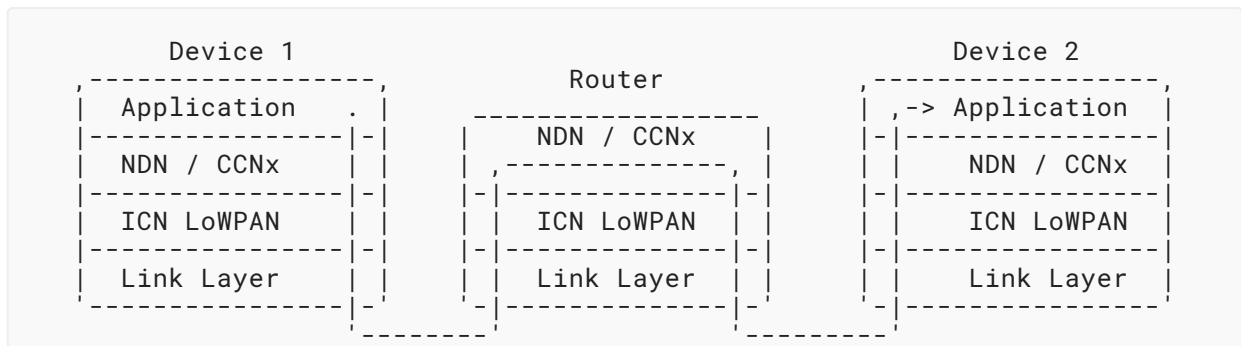 Device 1 Device 2
Router
Application . ,-> Application
NDN / CCNx
NDN / CCNx NDN / CCNx
ICN LoWPAN ICN LoWPAN ICN LoWPAN
Link Layer Link Layer Link Layer